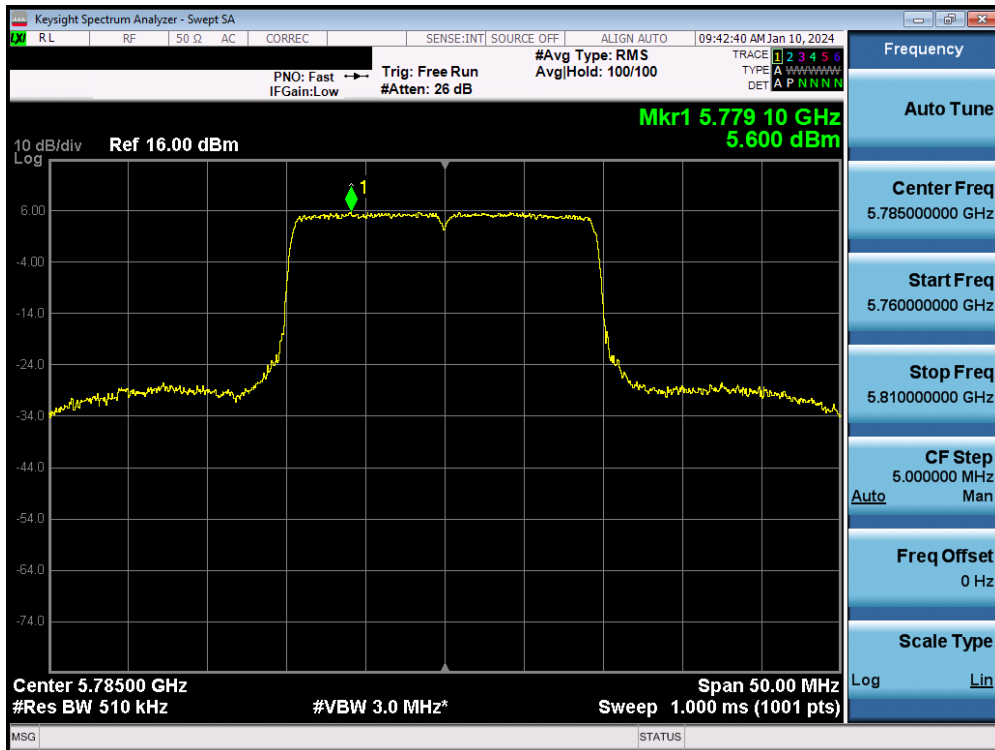 Keysight Spectrum Analyzer - Swept SA
LXI RL RF 50 Ω AC CORREC SENSE:INT SOURCE OFF ALIGN AUTO 09:42:40 AM Jan 10, 2024
PNO: Fast
IFGain:Low
Trig: Free Run
#Atten: 26 dB
#Avg Type: RMS
Avg|Hold: 100/100
TRACE 1 2 3 4 5 6
TYPE A WWWWW
DET A P N N N N
Mkr1 5.779 10 GHz
5.600 dBm
10 dB/div Ref 16.00 dBm
Log
1
6.00
-4.00
-14.0
-24.0
-34.0
-44.0
-54.0
-64.0
-74.0
Center 5.78500 GHz Span 50.00 MHz
#Res BW 510 kHz #VBW 3.0 MHz* Sweep 1.000 ms (1001 pts)
MSG STATUS
Frequency
Auto Tune
Center Freq
5.785000000 GHz
Start Freq
5.760000000 GHz
Stop Freq
5.810000000 GHz
CF Step
5.000000 MHz
Auto Man
Freq Offset
0 Hz
Scale Type
Log Lin